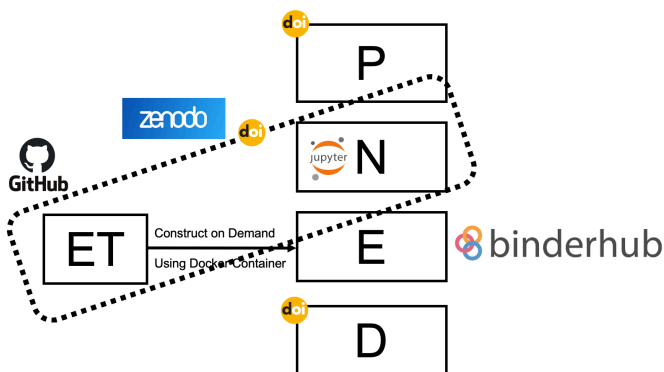 doi
P
zenodo
doi
jupyter
N
GitHub
ET
Construct on Demand
Using Docker Container
E
binderhub
doi
D